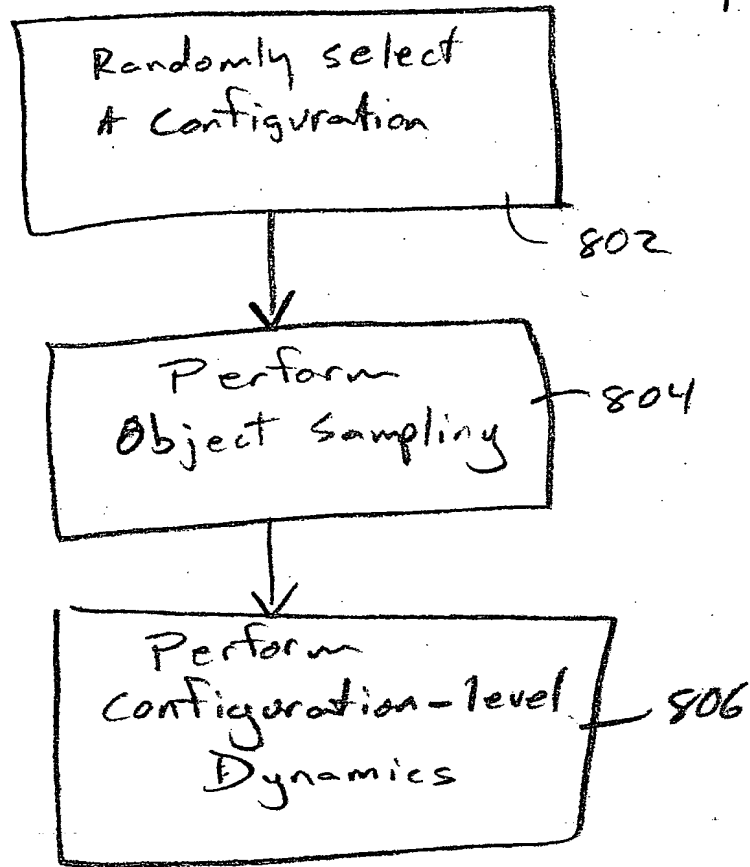 Randomly select
A Configuration
802
Perform
Object Sampling
804
Perform
Configuration-level
Dynamics
806